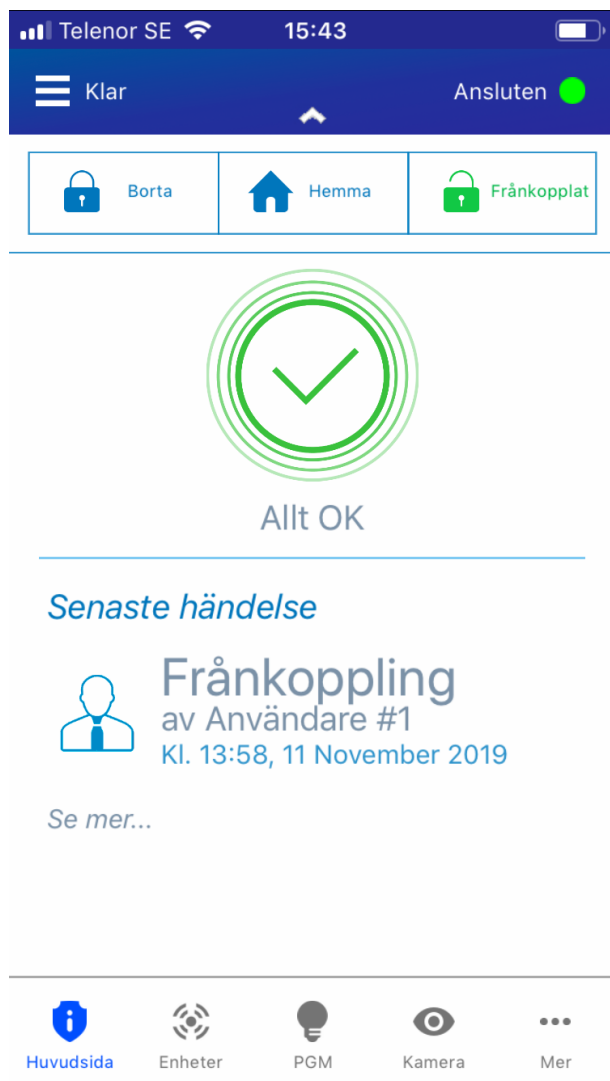 Telenor SE 15:43
Klar Ansluten
Borta Hemma Frånkopplat
Allt OK
Senaste händelse
Frånkoppling
av Användare #1
Kl. 13:58, 11 November 2019
Se mer...
Huvudsida Enheter PGM Kamera Mer